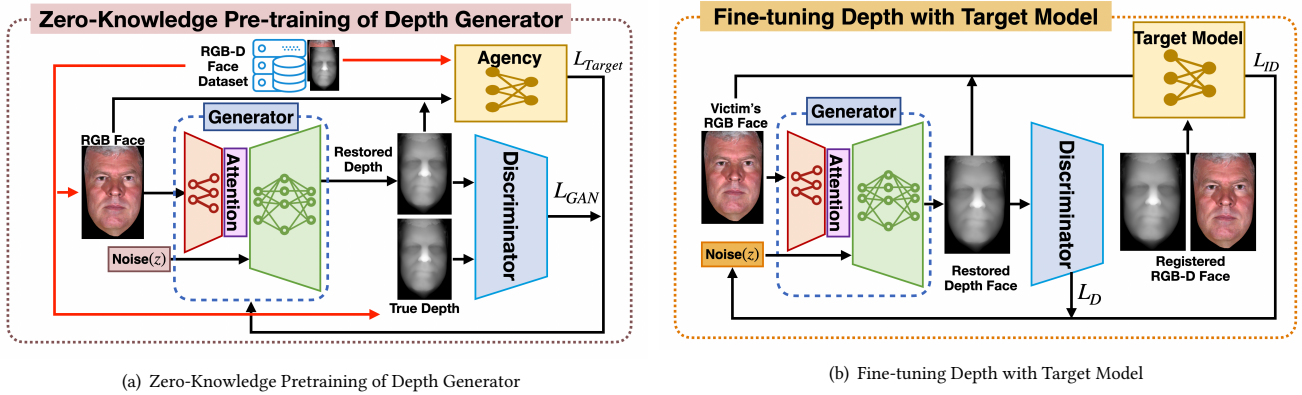 Zero-Knowledge Pre-training of Depth Generator
RGB-D
Face
Dataset
Agency
L_Target
RGB Face
Generator
Attention
Restored
Depth
Discriminator
L_GAN
Noise(z)
True Depth
(a) Zero-Knowledge Pretraining of Depth Generator
Fine-tuning Depth with Target Model
Target Model
L_ID
Victim's
RGB Face
Generator
Attention
Discriminator
Noise(z)
Restored
Depth Face
L_D
Registered
RGB-D Face
(b) Fine-tuning Depth with Target Model